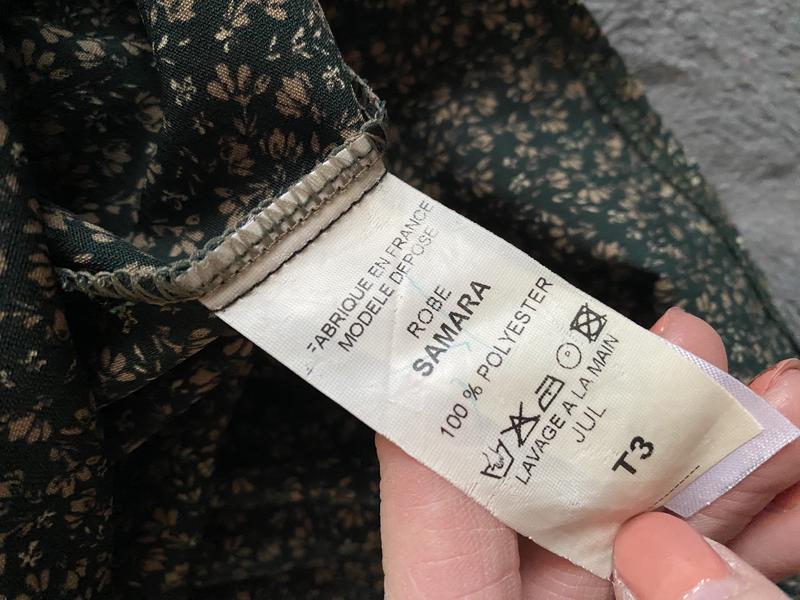 FABRIQUE EN FRANCE
MODELE DEPOSE
ROBE
SAMARA
100 % POLYESTER
LAVAGE A LA MAIN
JUL
T3